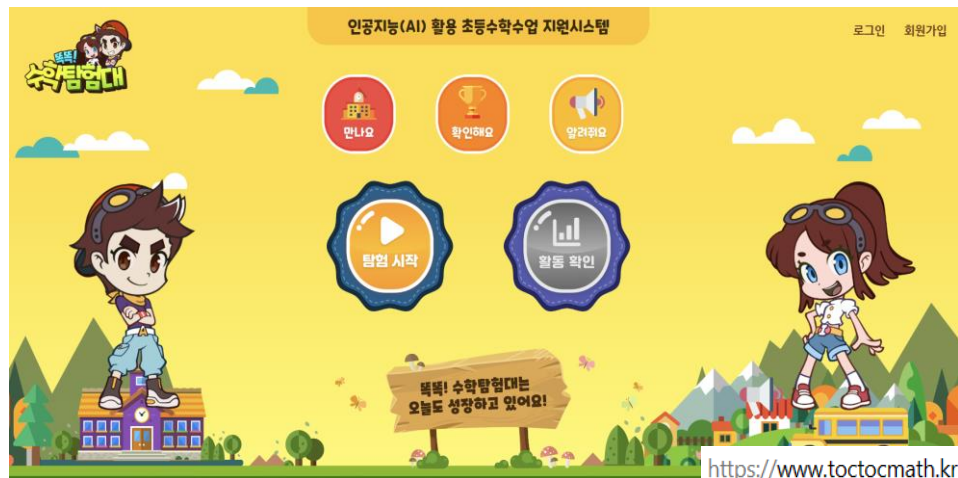 인공지능(AI) 활용 초등수학수업 지원시스템
로그인 회원가입
똑똑!
수학탐험대
만나요 확인해요 알려줘요
탐험 시작 활동 확인
똑똑! 수학탐험대는
오늘도 성장하고 있어요!
https://www.toctocmath.kr